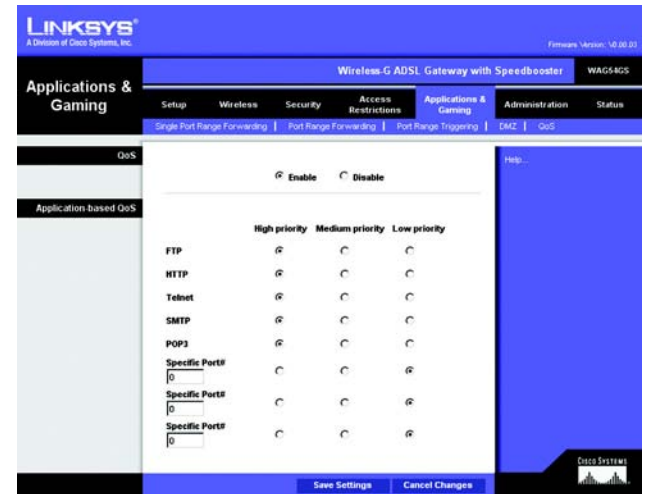 LINKSYS®
A Division of Cisco Systems, Inc.
Firmware Version: V0.00.03
Wireless-G ADSL Gateway with Speedbooster WAG54GS
Applications & Gaming
Setup Wireless Security Access Restrictions Applications & Gaming Administration Status
Single Port Range Forwarding | Port Range Forwarding | Port Range Triggering | DMZ | QoS
QoS
Enable Disable
Help...
Application-based QoS
High priority Medium priority Low priority
FTP
HTTP
Telnet
SMTP
POP3
Specific Port#
0
Specific Port#
0
Specific Port#
0
Save Settings Cancel Changes
CISCO SYSTEMS